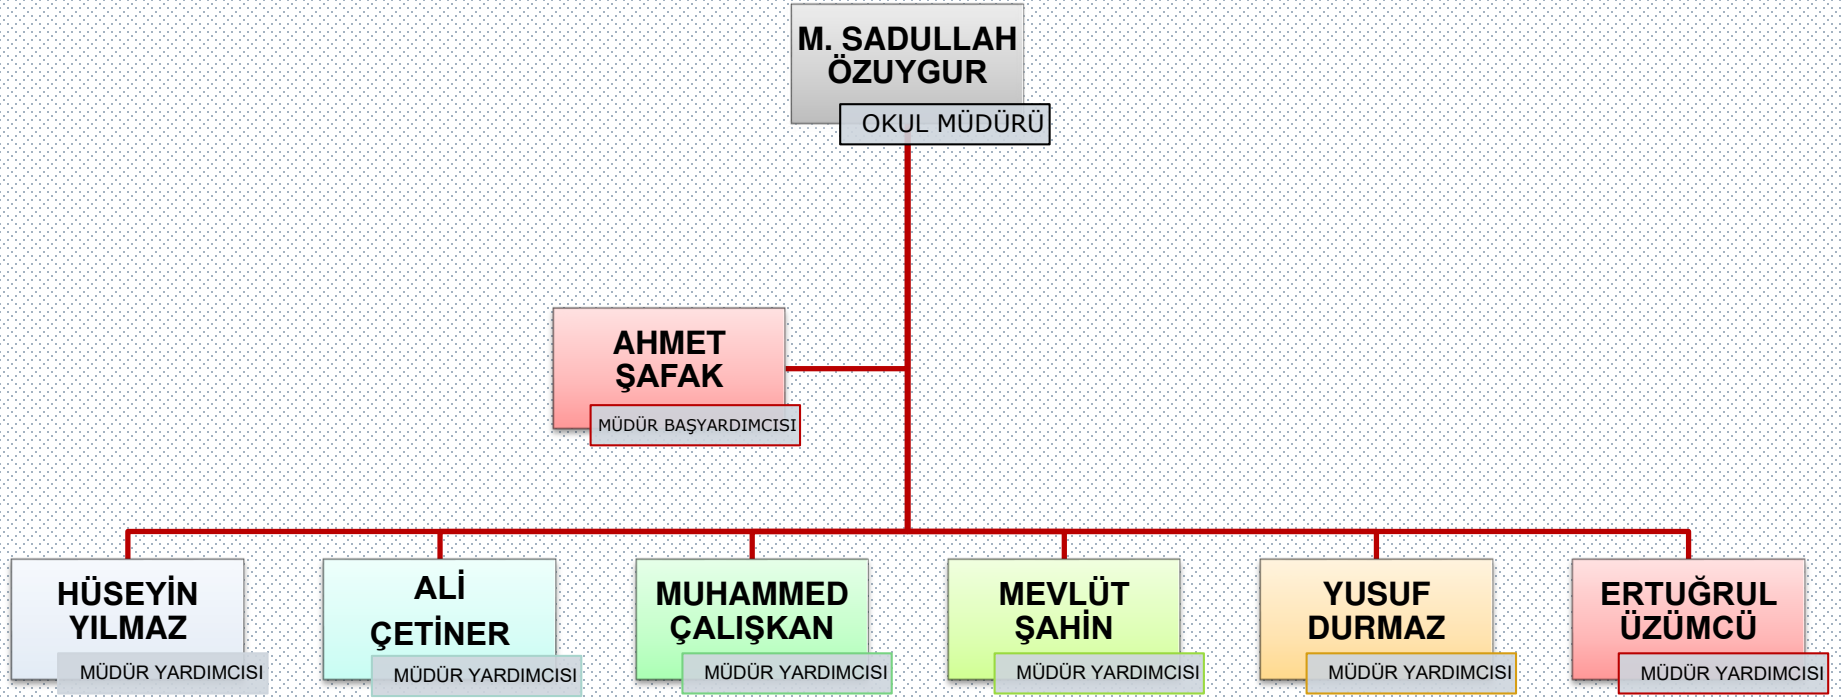 M. SADULLAH
ÖZUYGUR
OKUL MÜDÜRÜ
AHMET
ŞAFAK
MÜDÜR BAŞYARDIMCISI
HÜSEYİN
YILMAZ
MÜDÜR YARDIMCISI
ALİ
ÇETİNER
MÜDÜR YARDIMCISI
MUHAMMED
ÇALIŞKAN
MÜDÜR YARDIMCISI
MEVLÜT
ŞAHİN
MÜDÜR YARDIMCISI
YUSUF
DURMAZ
MÜDÜR YARDIMCISI
ERTUĞRUL
ÜZÜMCÜ
MÜDÜR YARDIMCISI